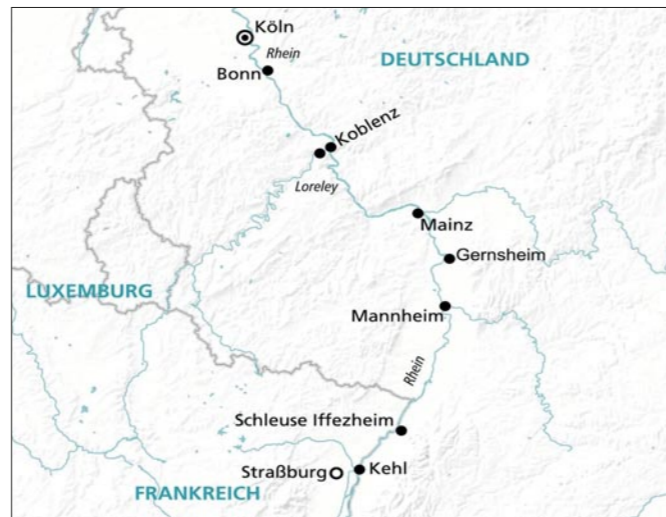 Köln
Rhein
DEUTSCHLAND
Bonn
Koblenz
Loreley
Mainz
Gernsheim
LUXEMBURG
Mannheim
Rhein
Schleuse Iffezheim
Straßburg
Kehl
FRANKREICH